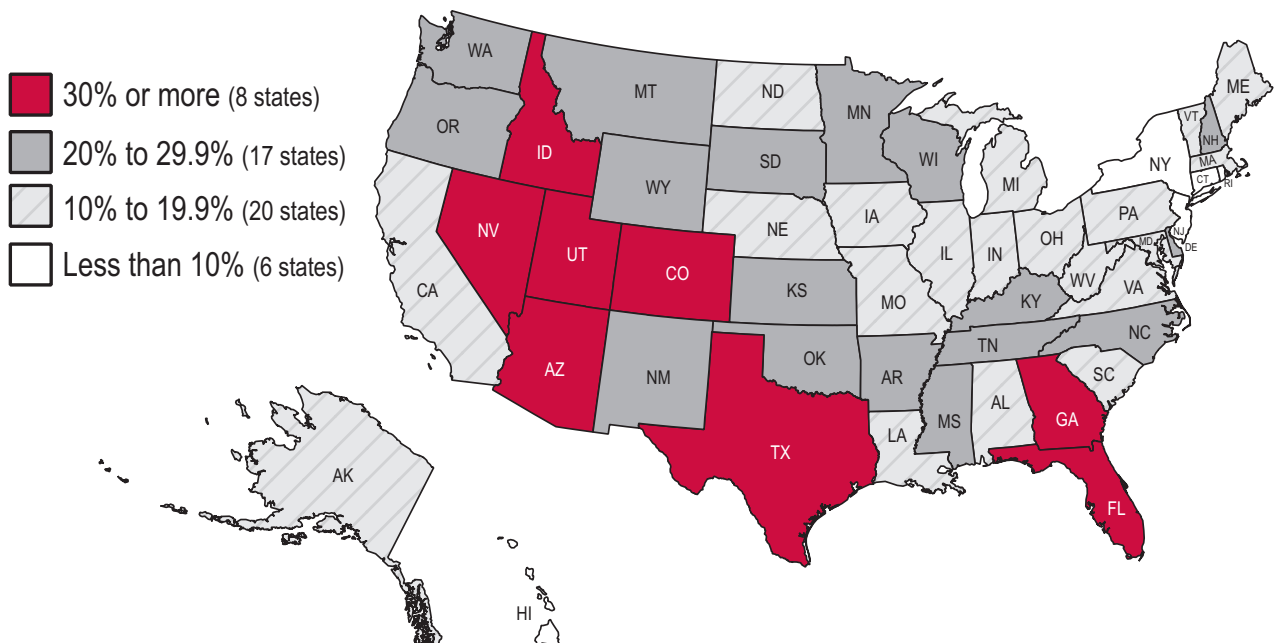 30% or more (8 states)
20% to 29.9% (17 states)
10% to 19.9% (20 states)
Less than 10% (6 states)
WA
MT
ND
MN
ME
VT
NH
OR
ID
SD
WI
MI
NY
MA
CT
RI
WY
IA
PA
NJ
NV
NE
IL
IN
OH
MD
DE
UT
CO
CA
KS
MO
WV
VA
KY
NC
AZ
NM
OK
AR
TN
SC
MS
AL
GA
LA
TX
FL
AK
HI